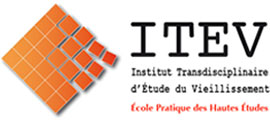 ITEV
Institut Transdisciplinaire
d'Étude du Vieillissement
École Pratique des Hautes Études